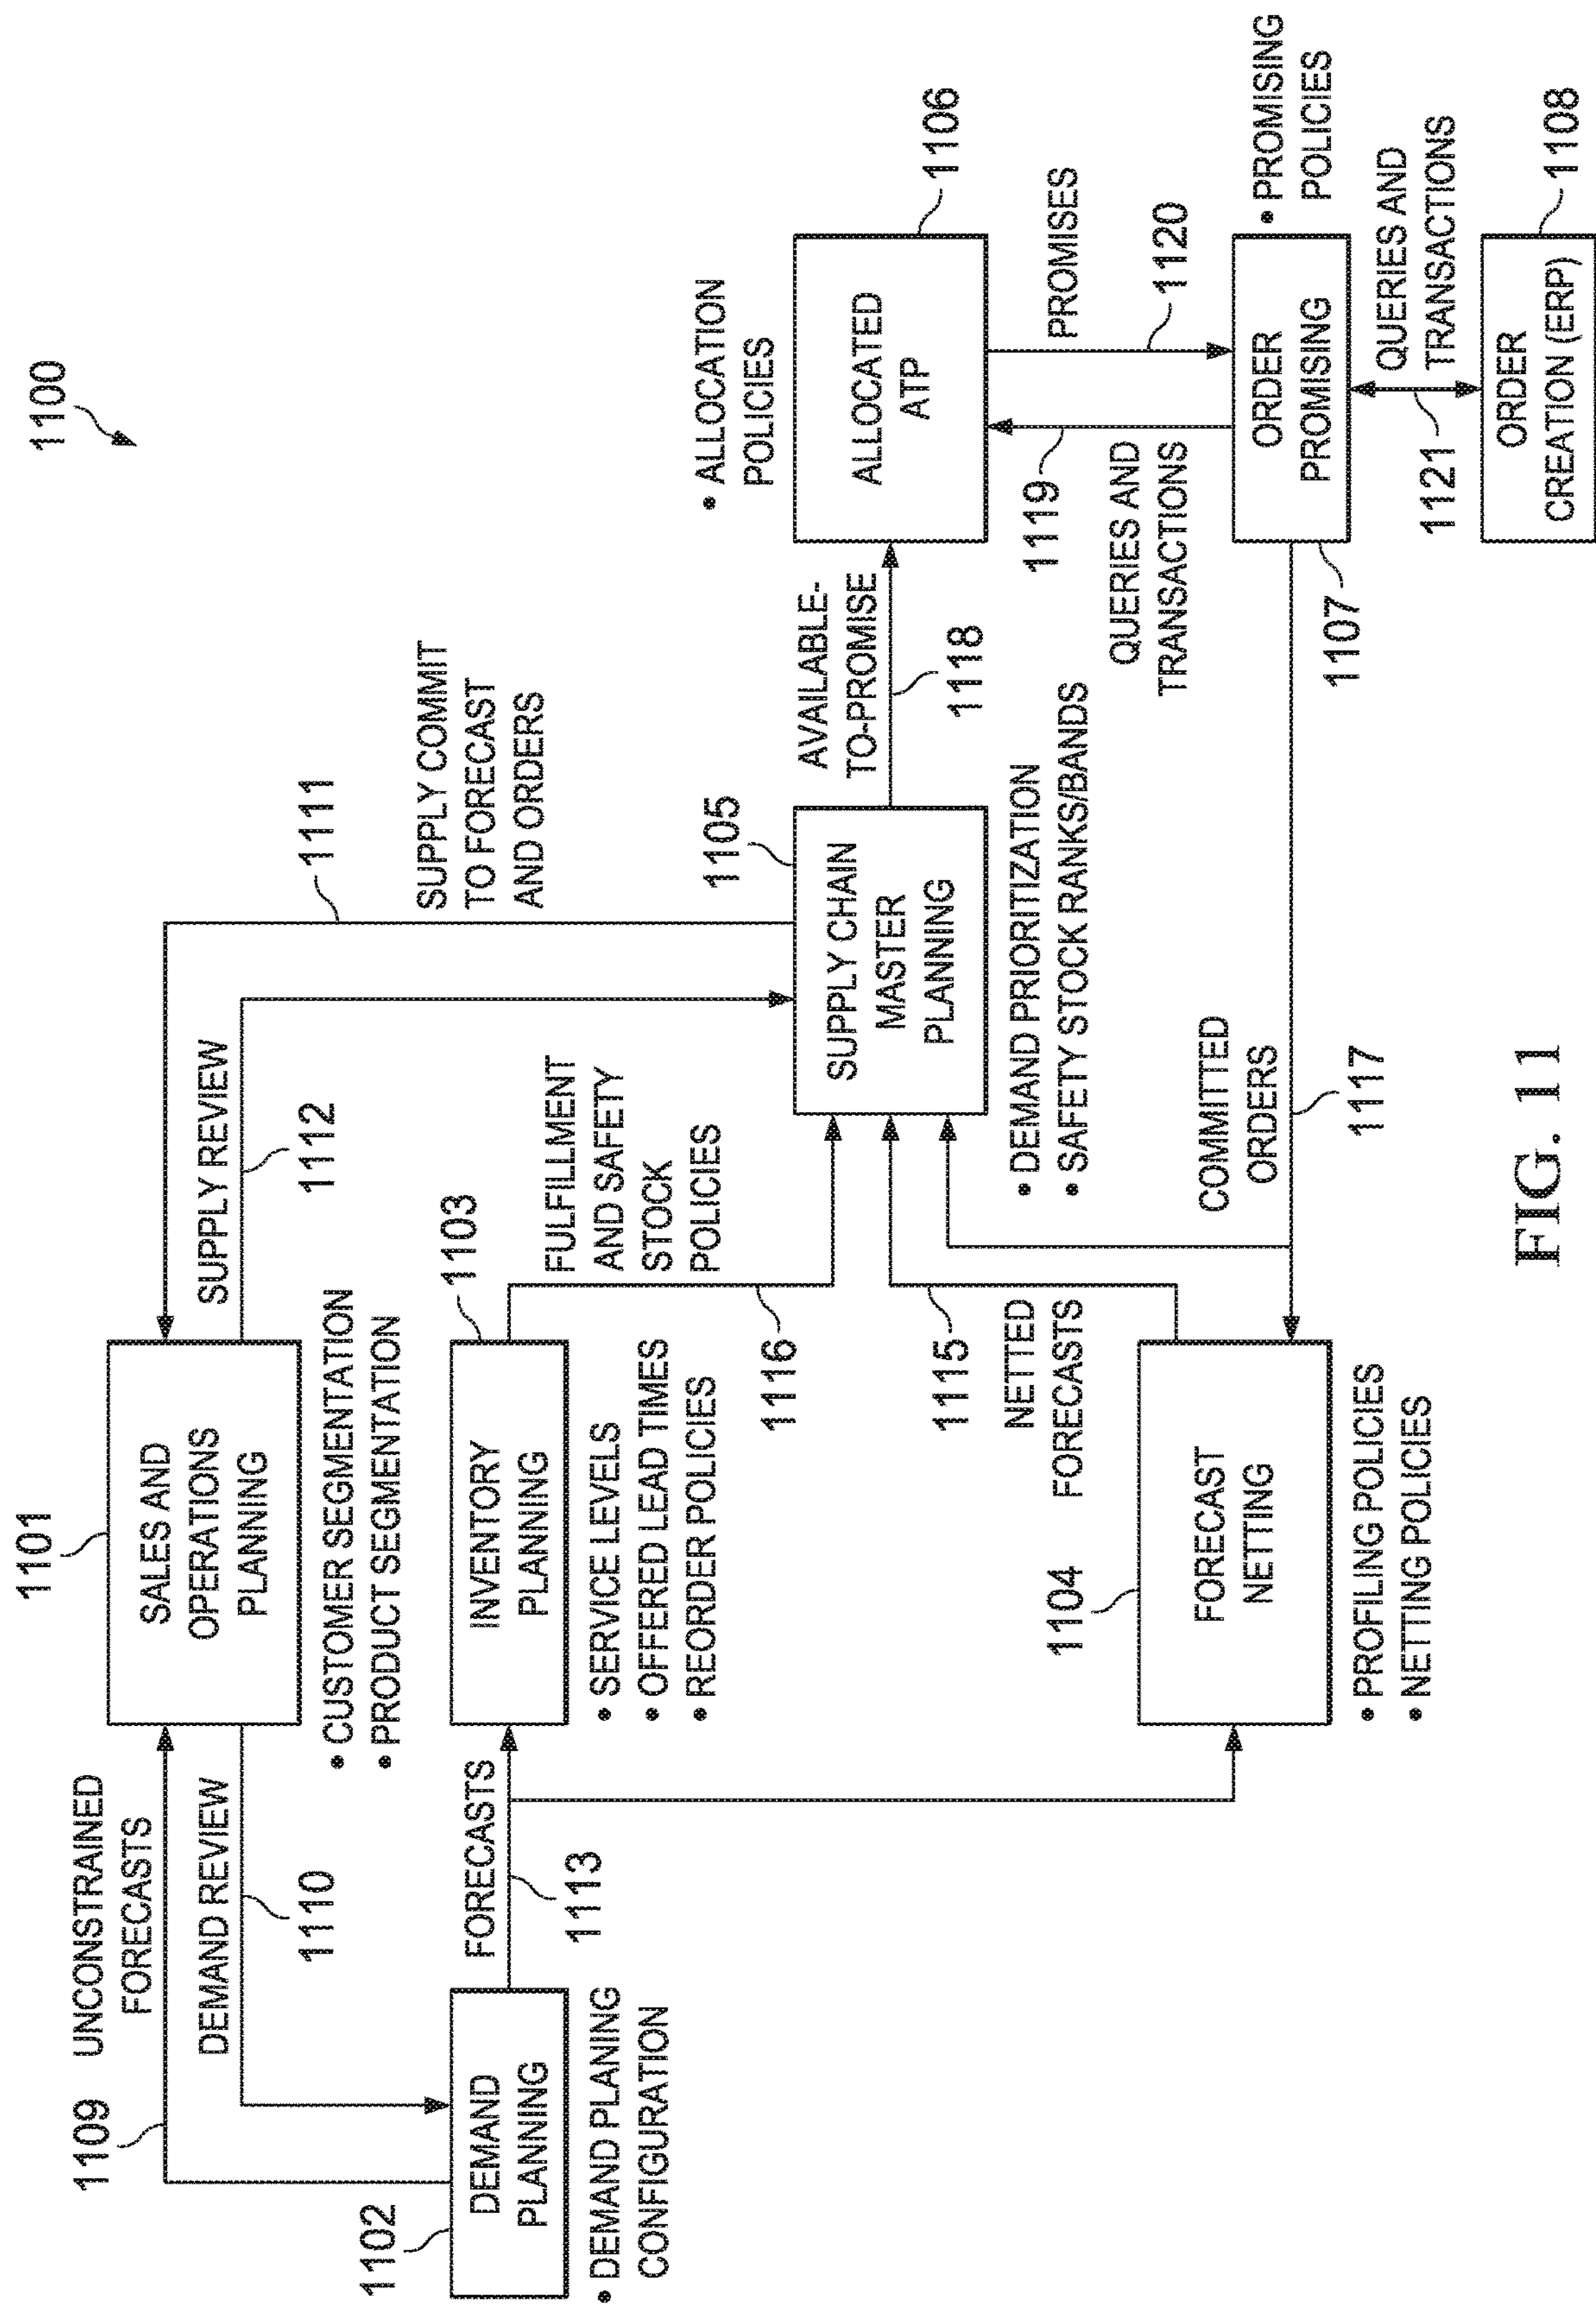 1100
1101
SALES AND
OPERATIONS
PLANNING
• CUSTOMER SEGMENTATION
• PRODUCT SEGMENTATION
1109
UNCONSTRAINED
FORECASTS
DEMAND REVIEW
1110
SUPPLY REVIEW
1112
1111
SUPPLY COMMIT
TO FORECAST
AND ORDERS
1102
DEMAND
PLANNING
• DEMAND PLANING
CONFIGURATION
FORECASTS
1113
1103
INVENTORY
PLANNING
• SERVICE LEVELS
• OFFERED LEAD TIMES
• REORDER POLICIES
FULFILLMENT
AND SAFETY
STOCK
POLICIES
1116
1105
SUPPLY CHAIN
MASTER
PLANNING
• DEMAND PRIORITIZATION
• SAFETY STOCK RANKS/BANDS
AVAILABLE-
TO-PROMISE
1118
• ALLOCATION
POLICIES
ALLOCATED
ATP
1106
1115
NETTED
FORECASTS
1104
FORECAST
NETTING
• PROFILING POLICIES
• NETTING POLICIES
COMMITTED
ORDERS
1117
1119
QUERIES AND
TRANSACTIONS
PROMISES
1120
1107
ORDER
PROMISING
• PROMISING
POLICIES
1121
QUERIES AND
TRANSACTIONS
ORDER
CREATION (ERP)
1108
FIG. 11